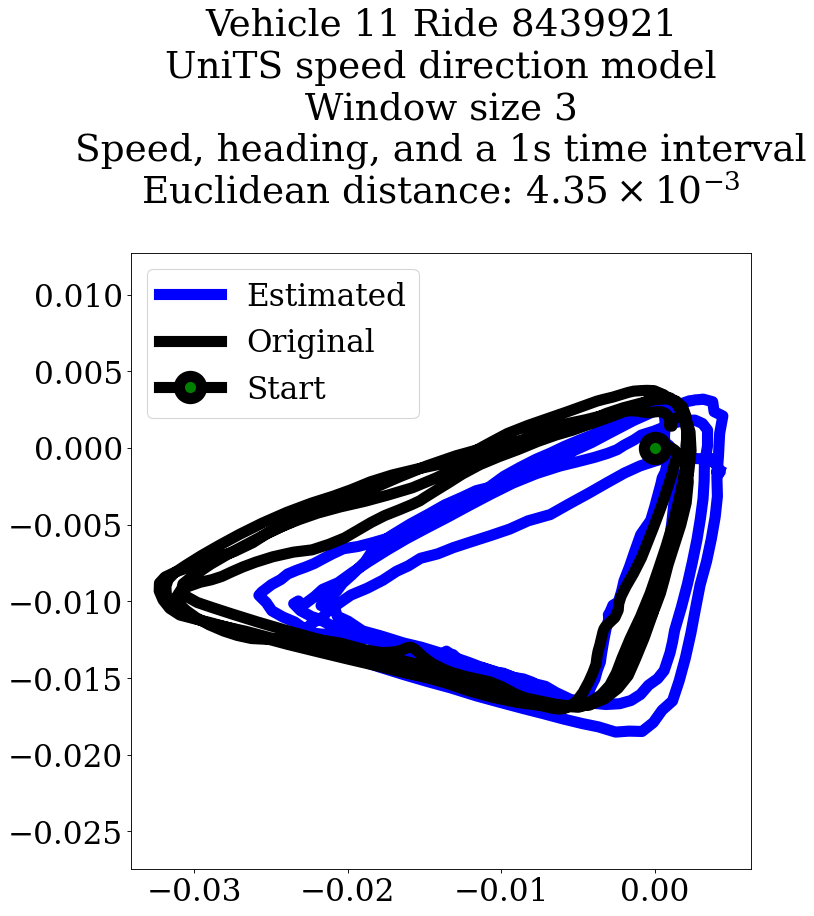 Vehicle 11 Ride 8439921
UniTS speed direction model
Window size 3
Speed, heading, and a 1s time interval
Euclidean distance: 4.35 × 10⁻³
Estimated
Original
Start
0.010
0.005
0.000
−0.005
−0.010
−0.015
−0.020
−0.025
−0.03 −0.02 −0.01 0.00